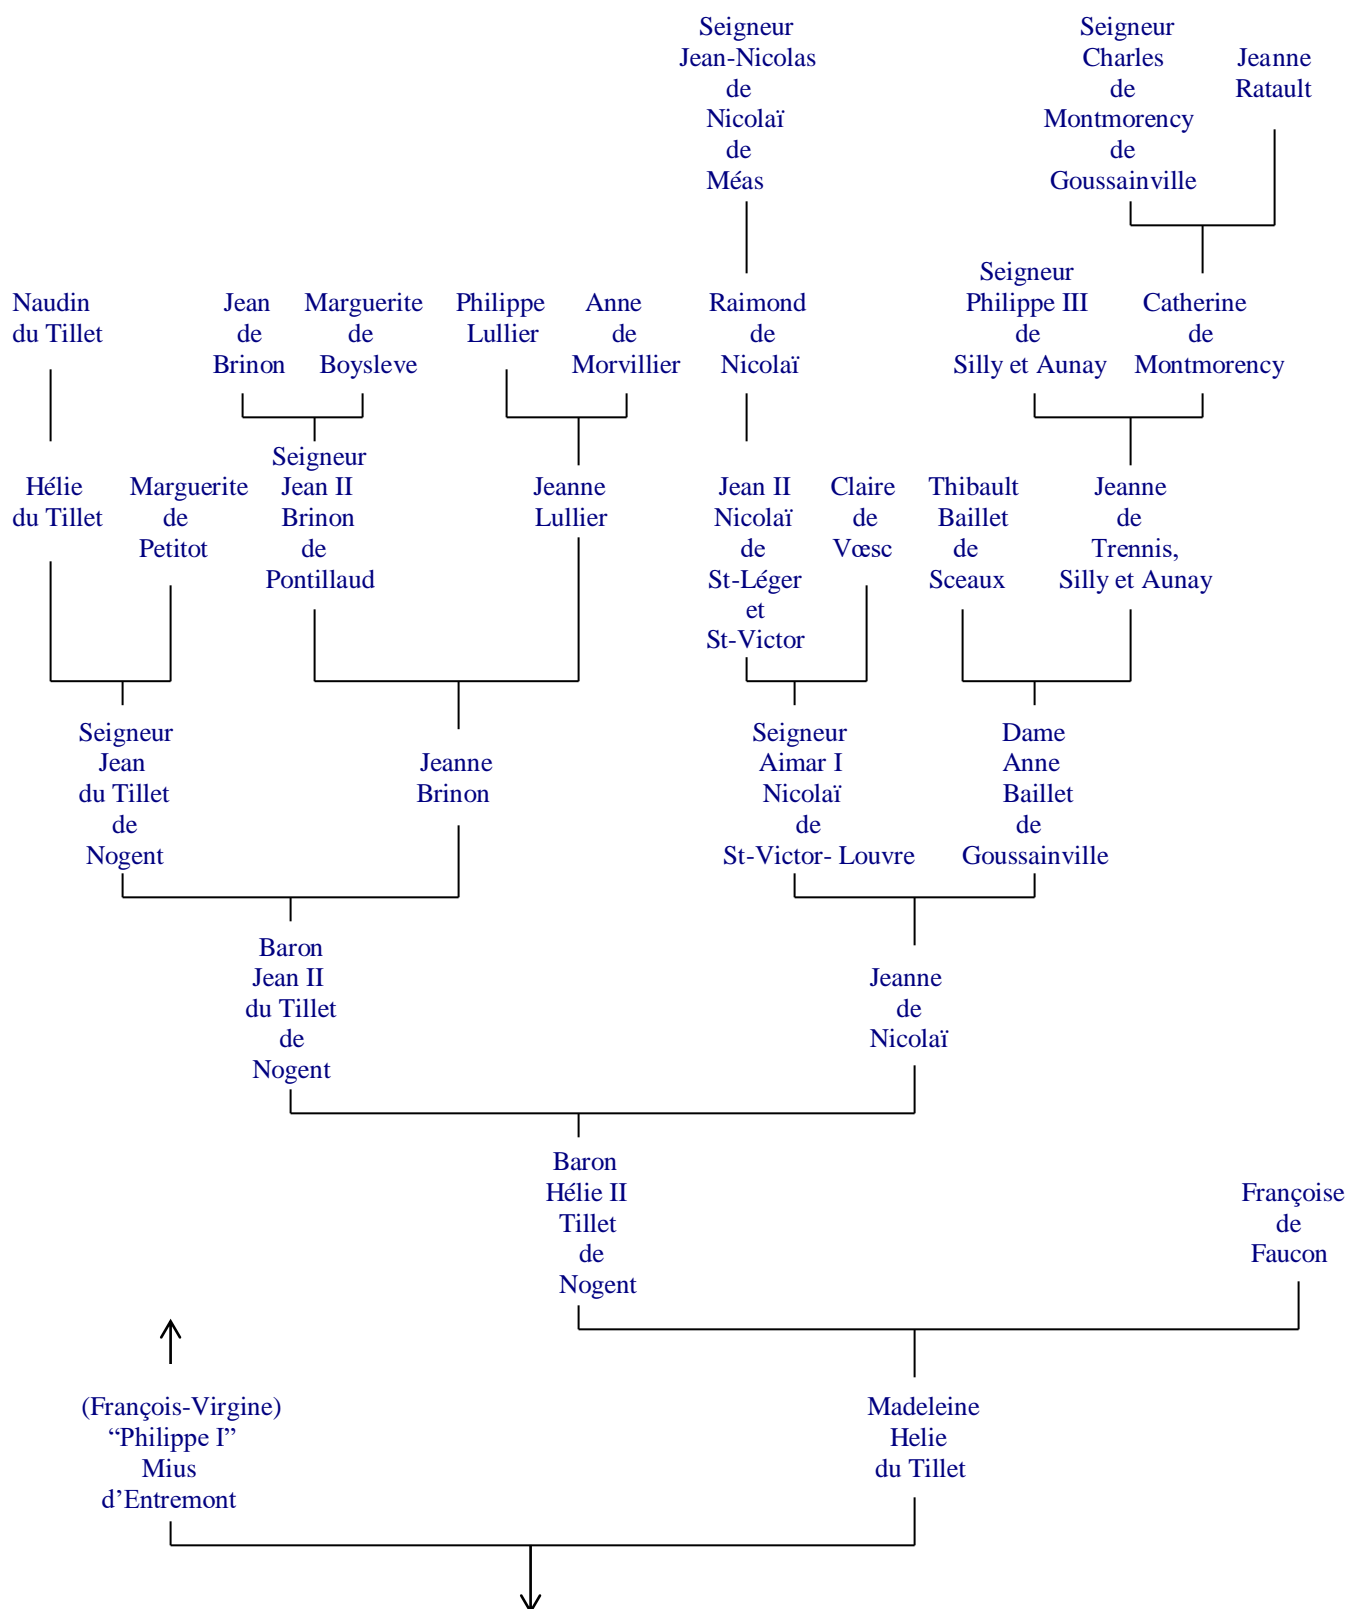 Seigneur
Jean-Nicolas
de
Nicolaï
de
Méas
Seigneur
Charles
de
Montmorency
de
Goussainville
Jeanne
Ratault
Naudin
du Tillet
Jean
de
Brinon
Marguerite
de
Boysleve
Philippe
Lullier
Anne
de
Morvillier
Raimond
de
Nicolaï
Seigneur
Philippe III
de
Silly et Aunay
Catherine
de
Montmorency
Hélie
du Tillet
Marguerite
de
Petitot
Seigneur
Jean II
Brinon
de
Pontillaud
Jeanne
Lullier
Jean II
Nicolaï
de
St-Léger
et
St-Victor
Claire
de
Vœsc
Thibault
Baillet
de
Sceaux
Jeanne
de
Trennis,
Silly et Aunay
Seigneur
Jean
du Tillet
de
Nogent
Jeanne
Brinon
Seigneur
Aimar I
Nicolaï
de
St-Victor- Louvre
Dame
Anne
Baillet
de
Goussainville
Baron
Jean II
du Tillet
de
Nogent
Jeanne
de
Nicolaï
Baron
Hélie II
Tillet
de
Nogent
Françoise
de
Faucon
(François-Virgine)
“Philippe I”
Mius
d’Entremont
Madeleine
Helie
du Tillet